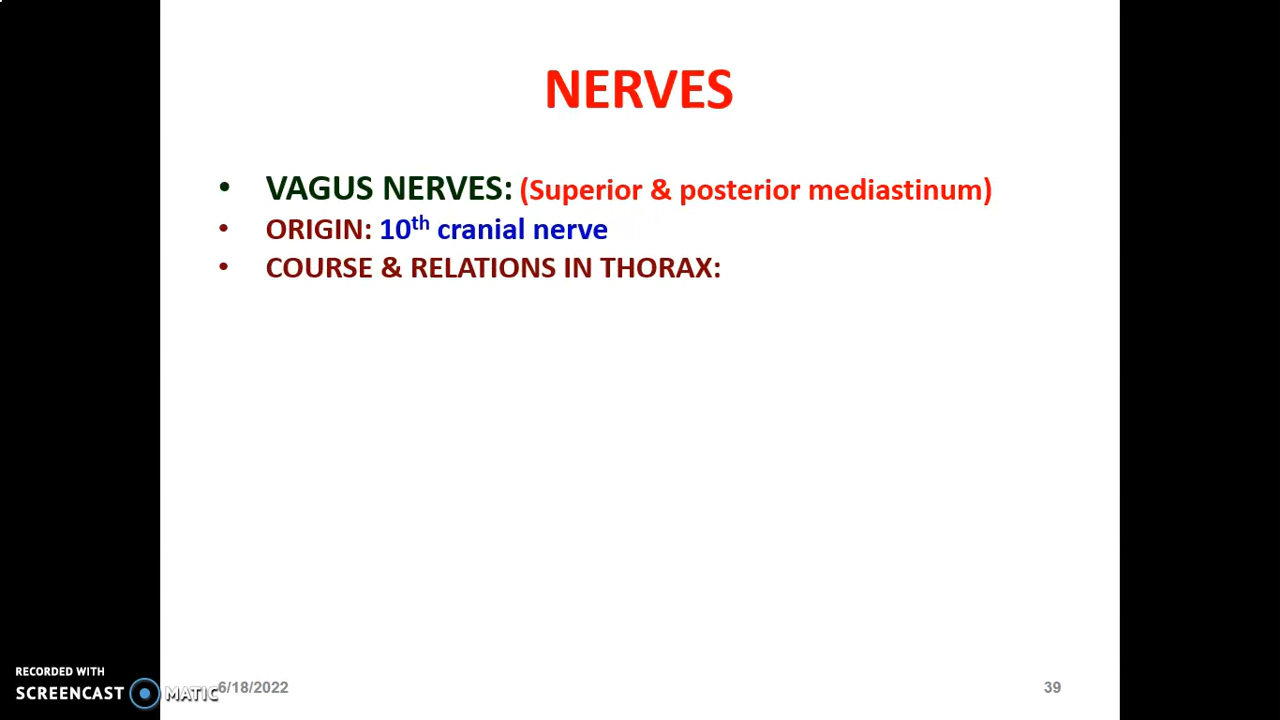 NERVES
• VAGUS NERVES: (Superior & posterior mediastinum)
• ORIGIN: 10th cranial nerve
• COURSE & RELATIONS IN THORAX:
RECORDED WITH
SCREENCAST MATIC
6/18/2022
39